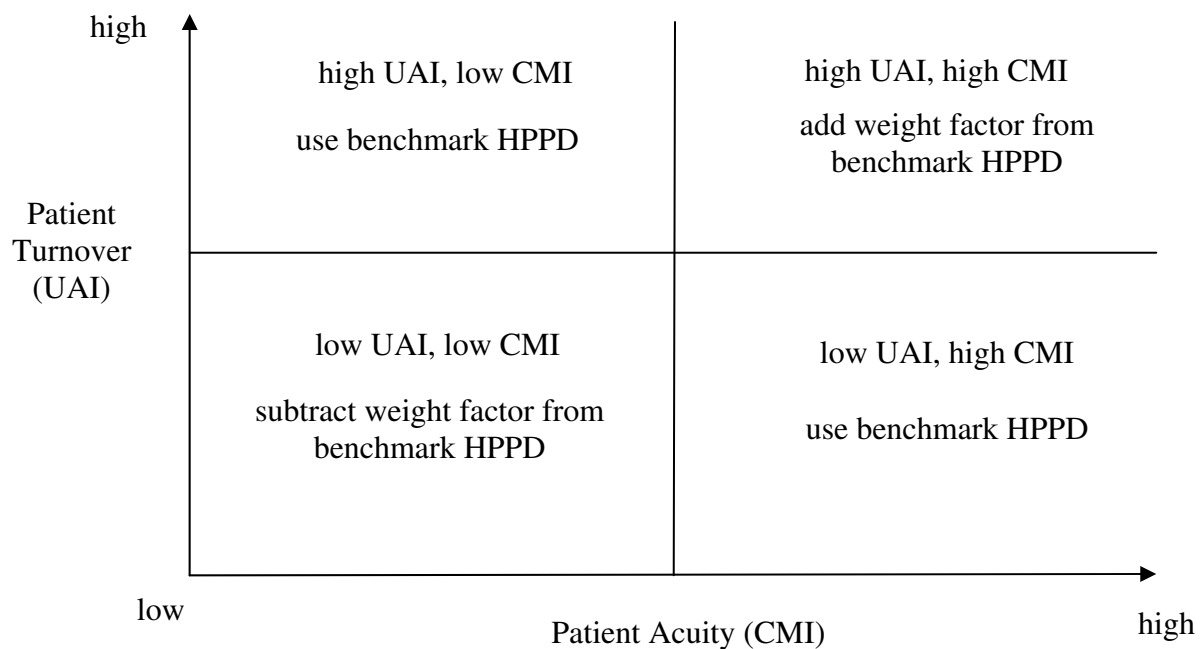 high
high UAI, low CMI
use benchmark HPPD
high UAI, high CMI
add weight factor from
benchmark HPPD
Patient
Turnover
(UAI)
low UAI, low CMI
subtract weight factor from
benchmark HPPD
low UAI, high CMI
use benchmark HPPD
low
Patient Acuity (CMI)
high